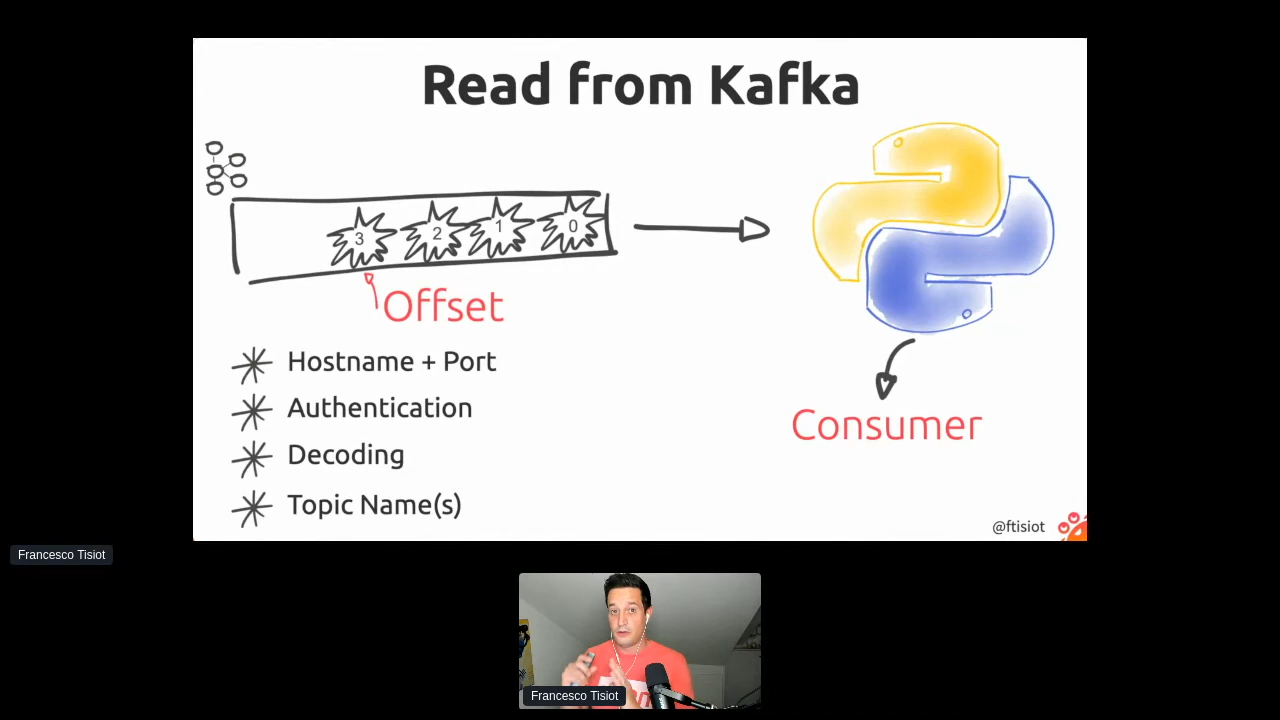 Read from Kafka
3 2 1 0
Offset
Hostname + Port
Authentication
Decoding
Topic Name(s)
Consumer
@ftisiot
Francesco Tisiot
Francesco Tisiot